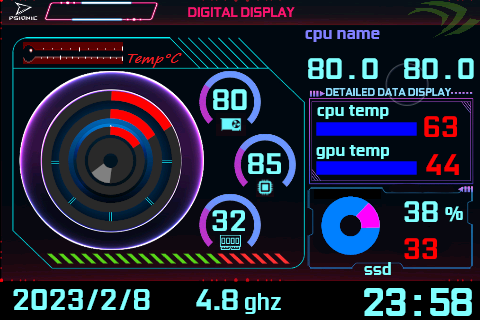 PSIONIC
DIGITAL DISPLAY
cpu name
Temp°C
80.0 80.0
DETAILED DATA DISPLAY
80
cpu temp
63
85
gpu temp
44
32
38 %
33
ssd
2023/2/8 4.8 ghz 23:58